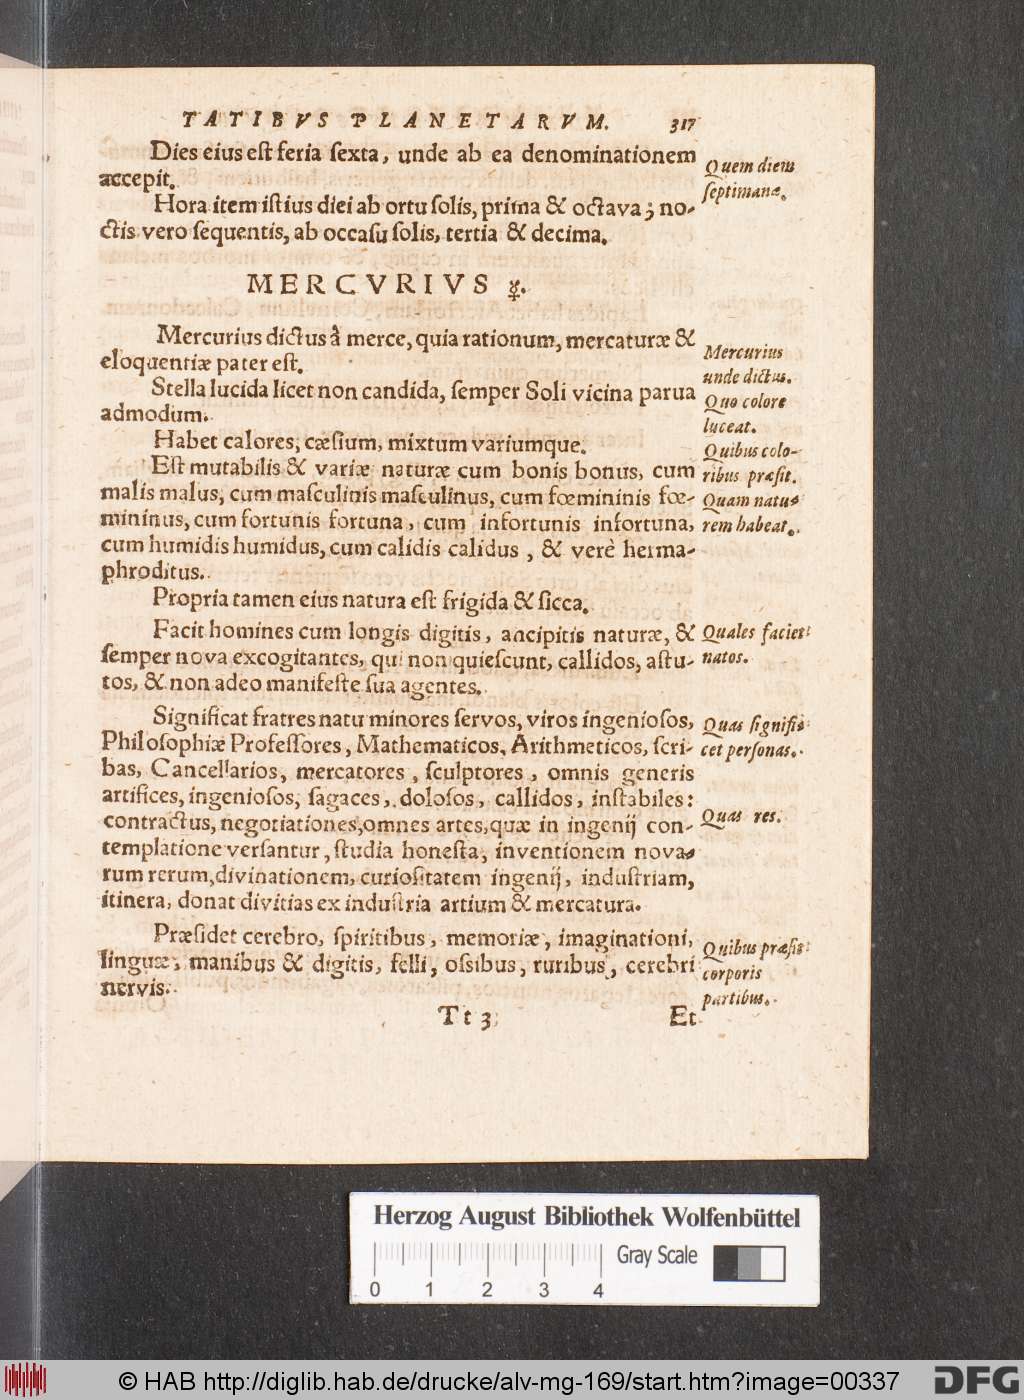 TATIBVS PLANETARVM. 317
Dies eius est feria sexta, unde ab ea denominationem
accepit.
Quem diem
septimanæ.
Hora item istius diei ab ortu solis, prima & octava; no-
ctis vero sequentis, ab occasu solis, tertia & decima.
MERCVRIVS ☿.
Mercurius dictus â merce, quia rationum, mercaturæ &
eloquentiæ pater est.
Mercurius
unde dictus.
Stella lucida licet non candida, semper Soli vicina parua
admodum.
Quo colore
luceat.
Habet calores, cæsium, mixtum variumque.
Quibus colo-
ribus præsit.
Est mutabilis & variæ naturæ cum bonis bonus, cum
malis malus, cum masculinis masculinus, cum fœmininis fœ-
mininus, cum fortunis fortuna, cum infortunis infortuna,
cum humidis humidus, cum calidis calidus, & verè herma-
phroditus.
Quam natu-
rem habeat.
Propria tamen eius natura est frigida & sicca.
Facit homines cum longis digitis, ancipitis naturæ, &
semper nova excogitantes, qui non quiescunt, callidos, astu-
tos, & non adeo manifeste sua agentes.
Quales faciet
natos.
Significat fratres natu minores servos, viros ingeniosos,
Philosophiæ Professores, Mathematicos, Arithmeticos, scri-
bas, Cancellarios, mercatores, sculptores, omnis generis
artifices, ingeniosos, sagaces, dolosos, callidos, instabiles:
contractus, negotiationes, omnes artes, quæ in ingenij con-
templatione versantur, studia honesta, inventionem nova-
rum rerum, divinationem, curiositatem ingenij, industriam,
itinera, donat divitias ex industria artium & mercatura.
Quas signifi-
cet personas.
Quas res.
Præsidet cerebro, spiritibus, memoriæ, imaginationi,
linguæ, manibus & digitis, felli, ossibus, ruribus, cerebri
nervis.
Quibus præsit
corporis
partibus.
Tt 3
Et
Herzog August Bibliothek Wolfenbüttel
Gray Scale
0 1 2 3 4
© HAB http://diglib.hab.de/drucke/alv-mg-169/start.htm?image=00337
DFG